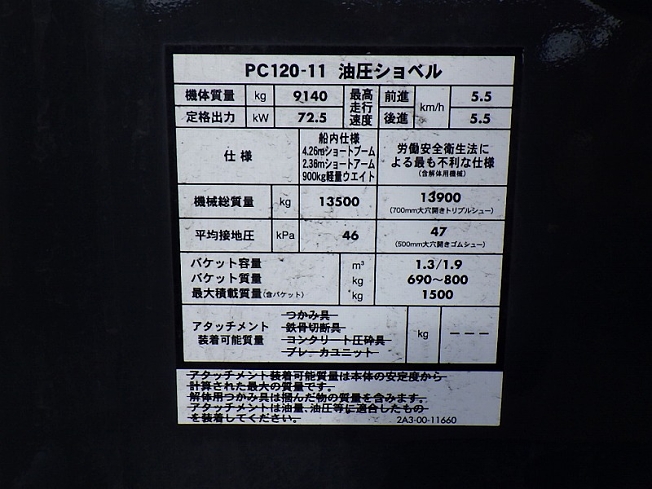 PC120-11 油圧ショベル
機体質量 kg 9140 最高走行速度 前進 km/h 5.5
定格出力 kW 72.5 後進 5.5
仕様
船内仕様
4.26mショートブーム
2.38mショートアーム
900kg軽量ウエイト
労働安全衛生法に
よる最も不利な仕様
(含解体用機械)
機械総質量 kg 13500 13900
(700mm大穴開きトリプルシュー)
平均接地圧 kPa 46 47
(500mm大穴開きゴムシュー)
バケット容量 m³ 1.3/1.9
バケット質量 kg 690～800
最大積載質量(含バケット) kg 1500
アタッチメント
装着可能質量
つかみ具
鉄骨切断具
コンクリート圧砕具
ブレーカユニット
kg ---
アタッチメント装着可能質量は本体の安定度から
計算された最大の質量です。
解体用つかみ具は掴んだ物の質量を含みます。
アタッチメントは油量、油圧等に適合したもの
を装着してください。 2A3-00-11660